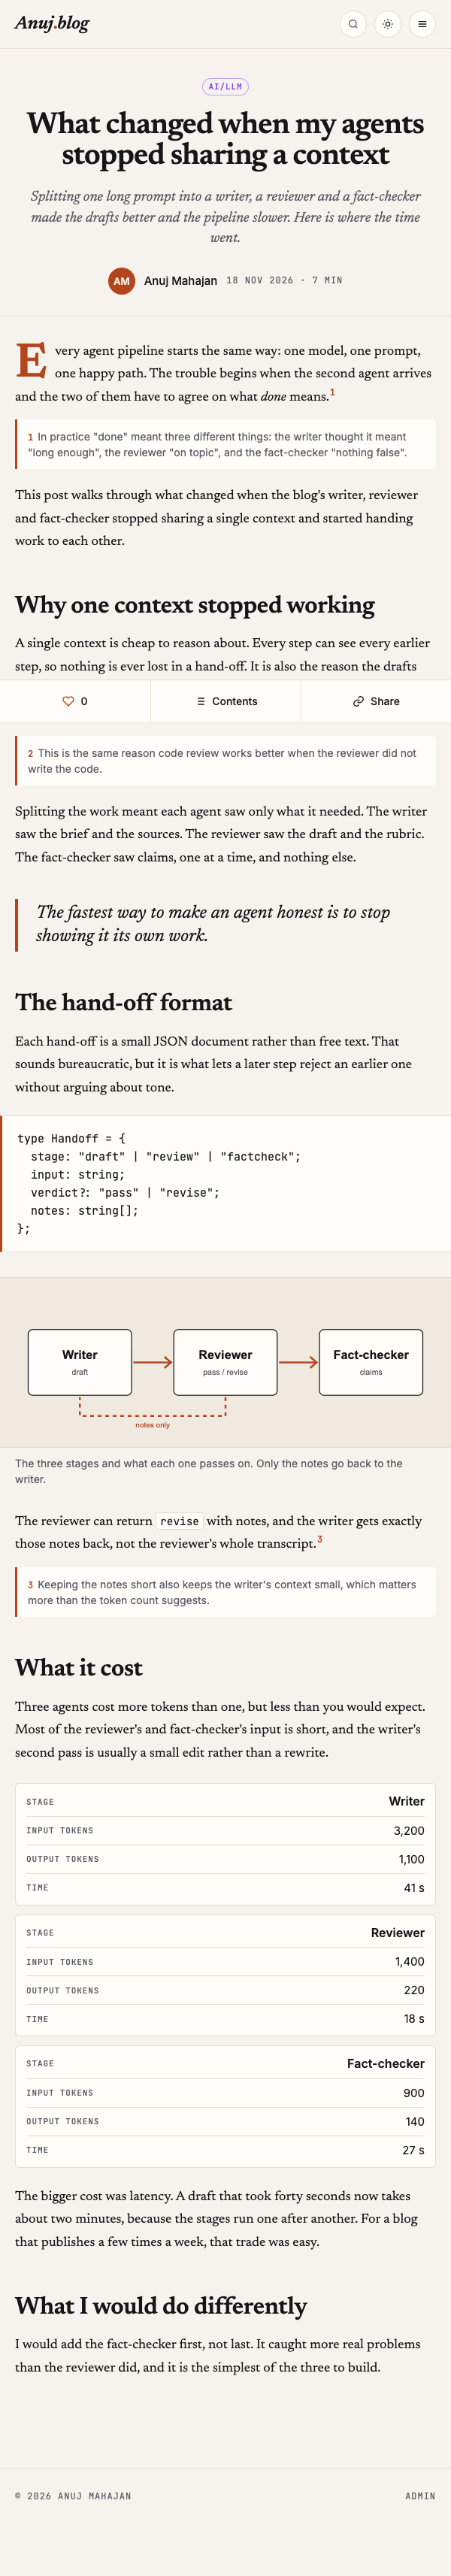 Anuj.blog
AI/LLM
What changed when my agents
stopped sharing a context
Splitting one long prompt into a writer, a reviewer and a fact-checker
made the drafts better and the pipeline slower. Here is where the time
went.
AM Anuj Mahajan 18 NOV 2026 · 7 MIN
Every agent pipeline starts the same way: one model, one prompt,
one happy path. The trouble begins when the second agent arrives
and the two of them have to agree on what done means.1
1 In practice "done" meant three different things: the writer thought it meant
"long enough", the reviewer "on topic", and the fact-checker "nothing false".
This post walks through what changed when the blog's writer, reviewer
and fact-checker stopped sharing a single context and started handing
work to each other.
Why one context stopped working
A single context is cheap to reason about. Every step can see every earlier
step, so nothing is ever lost in a hand-off. It is also the reason the drafts
0
Contents
Share
2 This is the same reason code review works better when the reviewer did not
write the code.
Splitting the work meant each agent saw only what it needed. The writer
saw the brief and the sources. The reviewer saw the draft and the rubric.
The fact-checker saw claims, one at a time, and nothing else.
The fastest way to make an agent honest is to stop
showing it its own work.
The hand-off format
Each hand-off is a small JSON document rather than free text. That
sounds bureaucratic, but it is what lets a later step reject an earlier one
without arguing about tone.
type Handoff = {
  stage: "draft" | "review" | "factcheck";
  input: string;
  verdict?: "pass" | "revise";
  notes: string[];
};
Writer
draft
Reviewer
pass / revise
Fact-checker
claims
notes only
The three stages and what each one passes on. Only the notes go back to the
writer.
The reviewer can return revise with notes, and the writer gets exactly
those notes back, not the reviewer's whole transcript.3
3 Keeping the notes short also keeps the writer's context small, which matters
more than the token count suggests.
What it cost
Three agents cost more tokens than one, but less than you would expect.
Most of the reviewer's and fact-checker's input is short, and the writer's
second pass is usually a small edit rather than a rewrite.
STAGE Writer
INPUT TOKENS 3,200
OUTPUT TOKENS 1,100
TIME 41 s
STAGE Reviewer
INPUT TOKENS 1,400
OUTPUT TOKENS 220
TIME 18 s
STAGE Fact-checker
INPUT TOKENS 900
OUTPUT TOKENS 140
TIME 27 s
The bigger cost was latency. A draft that took forty seconds now takes
about two minutes, because the stages run one after another. For a blog
that publishes a few times a week, that trade was easy.
What I would do differently
I would add the fact-checker first, not last. It caught more real problems
than the reviewer did, and it is the simplest of the three to build.
© 2026 ANUJ MAHAJAN
ADMIN